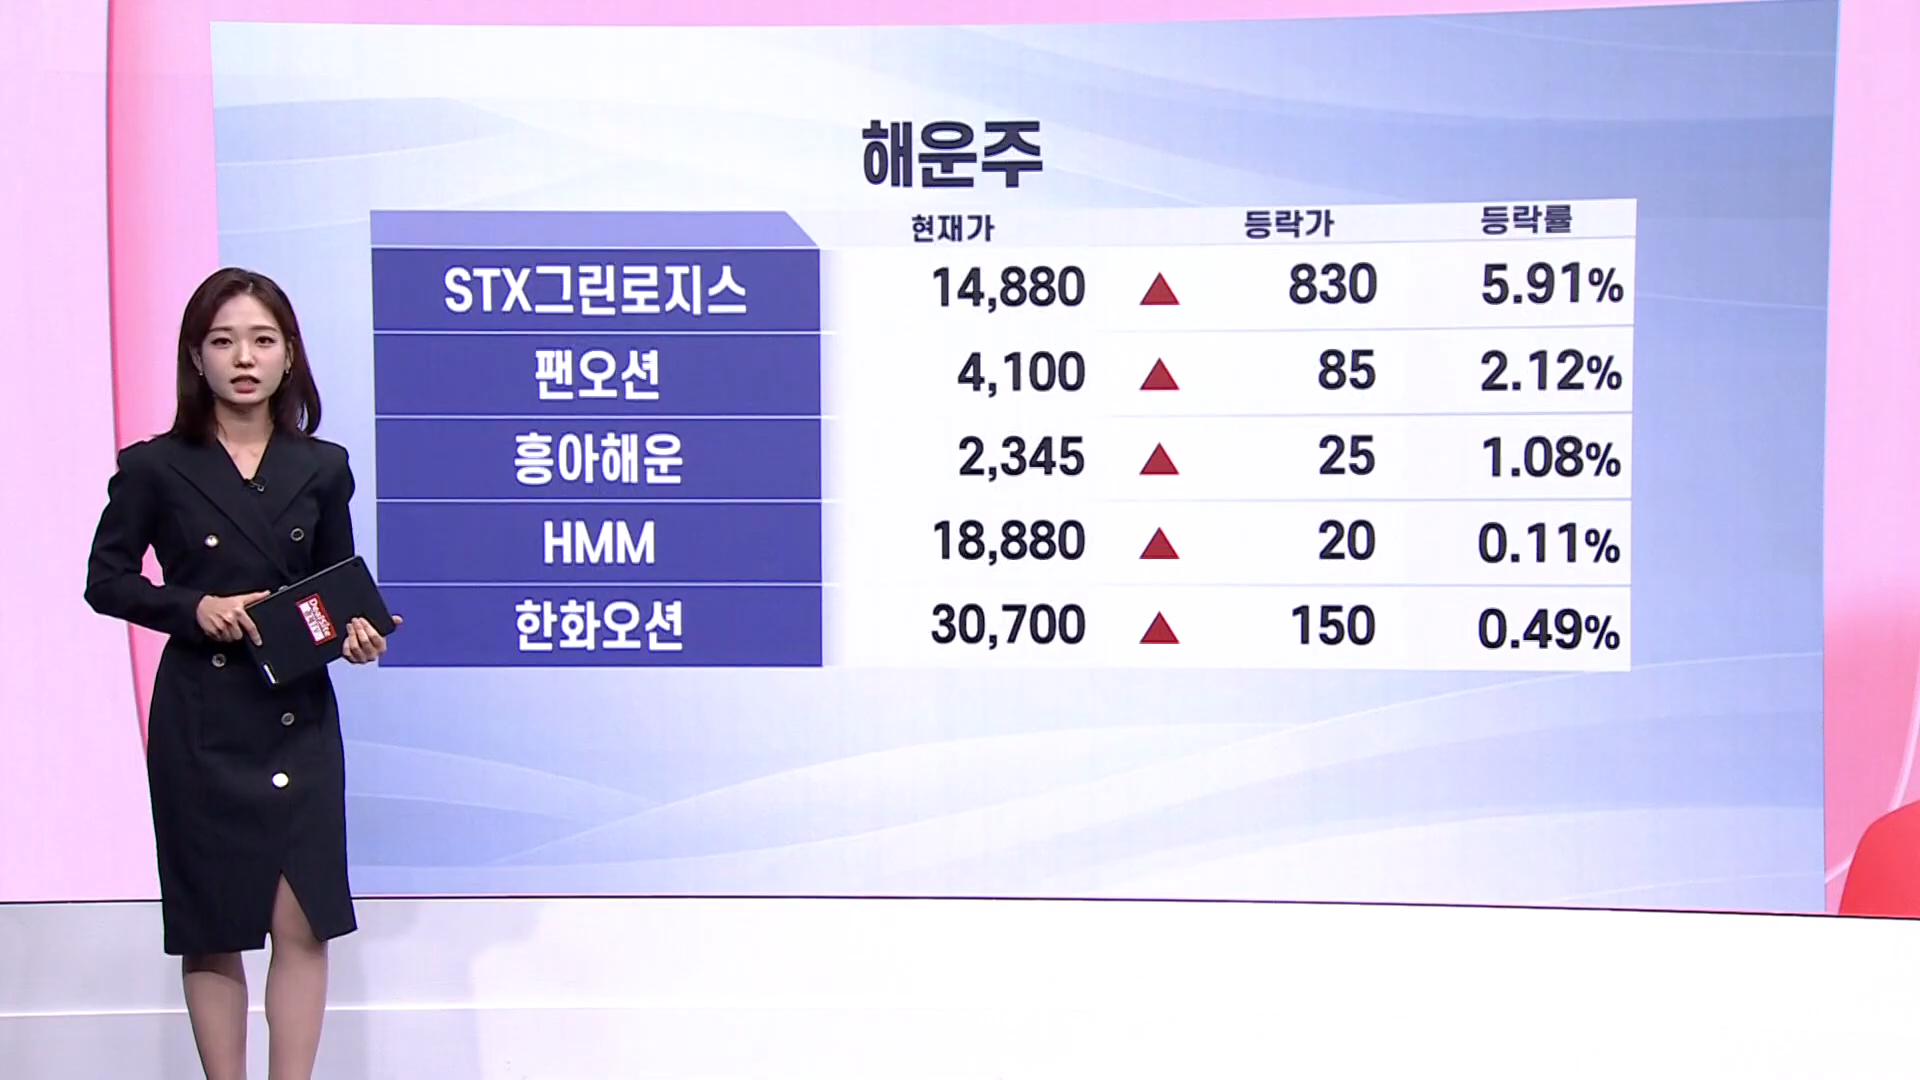 해운주
현재가 등락가 등락률
STX그린로지스 14,880 ▲ 830 5.91%
팬오션 4,100 ▲ 85 2.12%
흥아해운 2,345 ▲ 25 1.08%
HMM 18,880 ▲ 20 0.11%
한화오션 30,700 ▲ 150 0.49%
DealSite